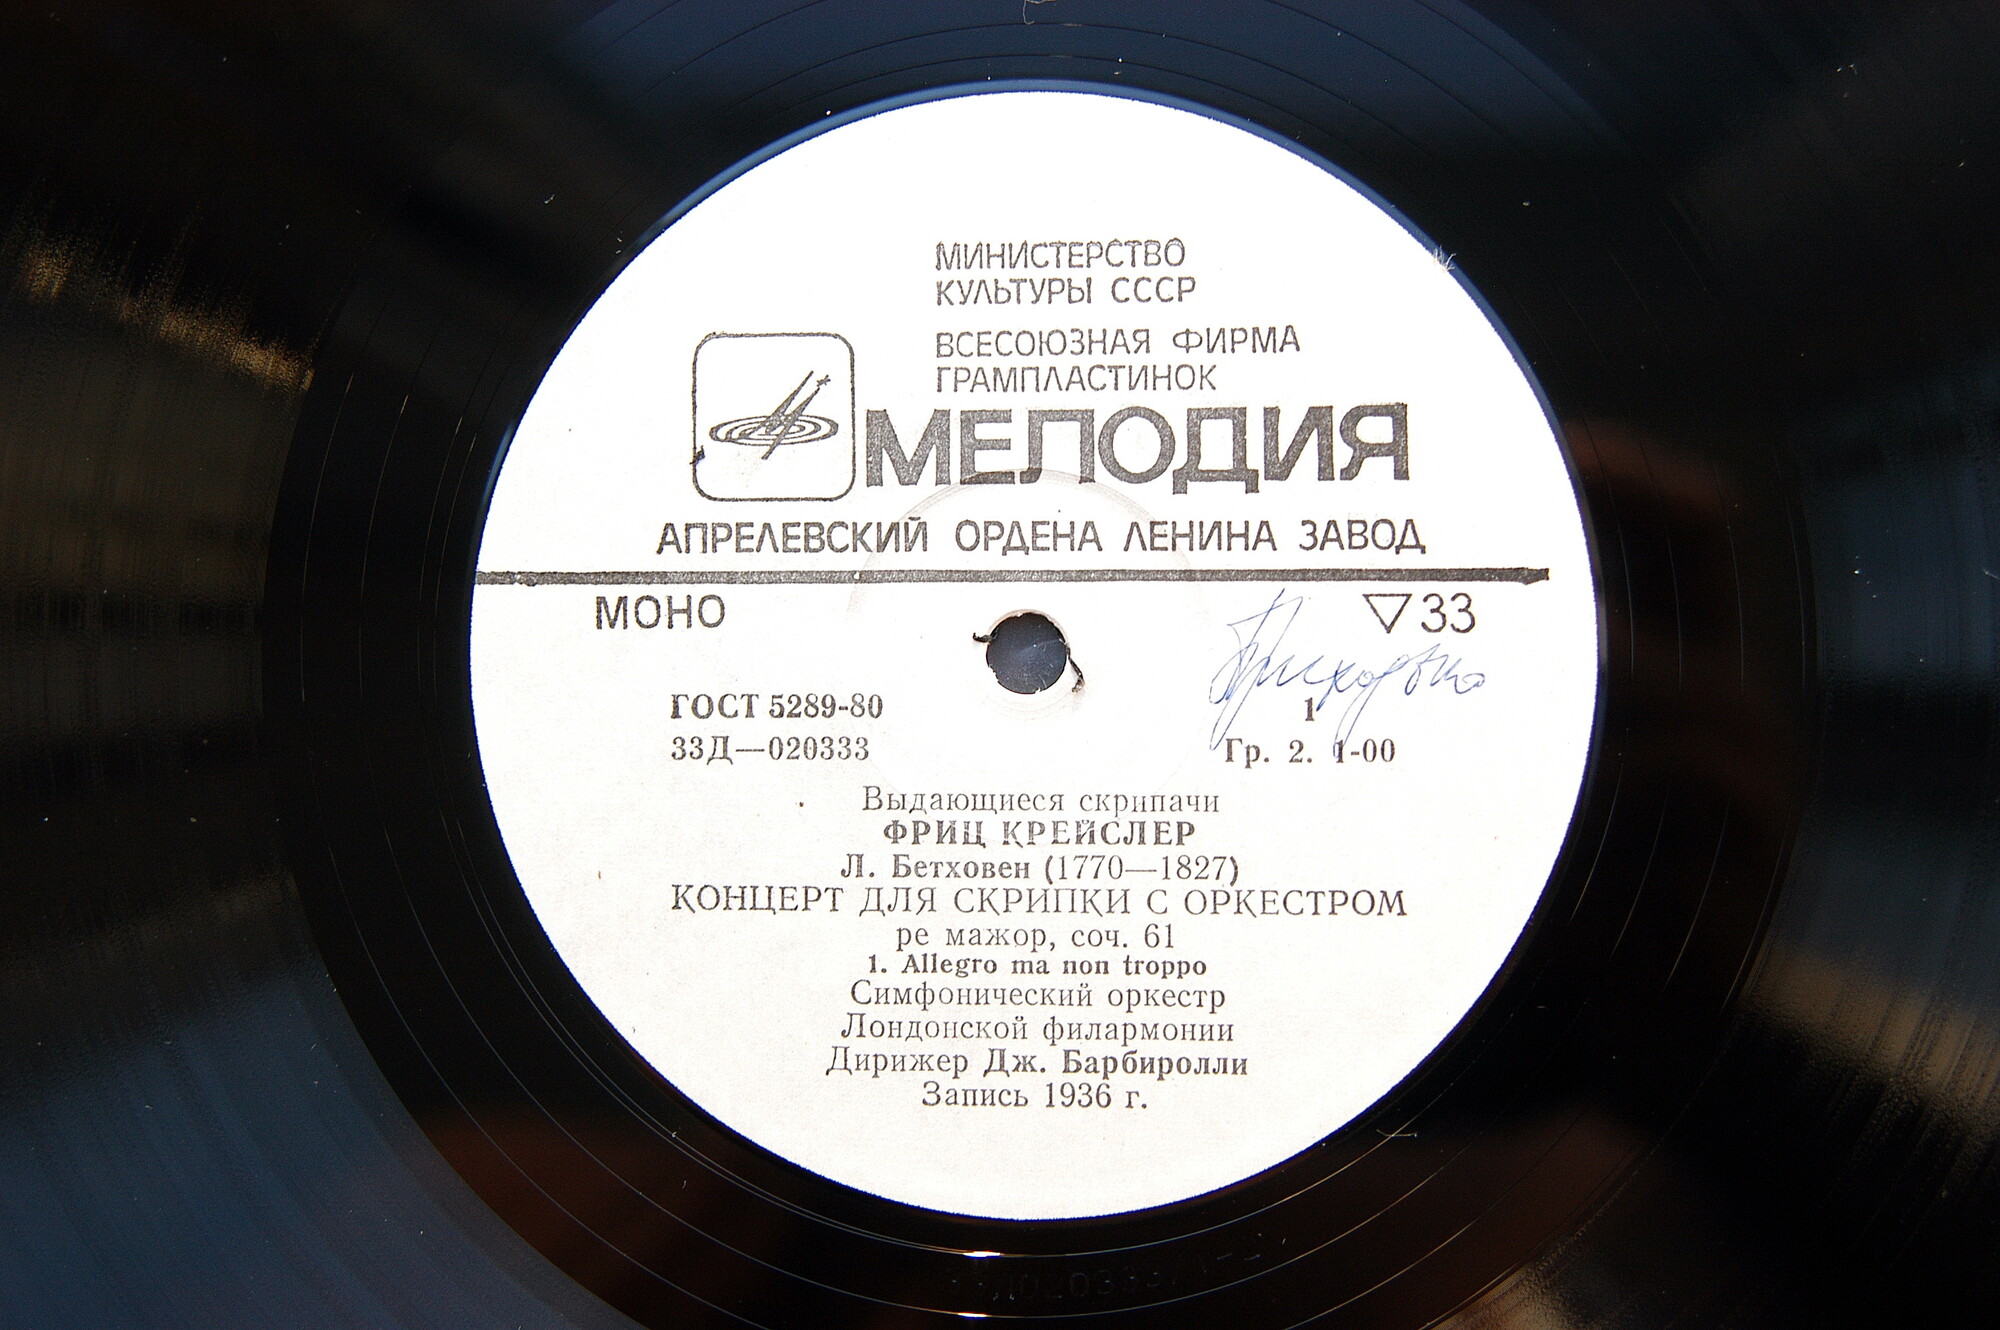 МИНИСТЕРСТВО
КУЛЬТУРЫ СССР
ВСЕСОЮЗНАЯ ФИРМА
ГРАМПЛАСТИНОК
МЕЛОДИЯ
АПРЕЛЕВСКИЙ ОРДЕНА ЛЕНИНА ЗАВОД
МОНО ▽33
ГОСТ 5289-80 1
33Д—020333 Гр. 2. 1-00
Выдающиеся скрипачи
ФРИЦ КРЕЙСЛЕР
Л. Бетховен (1770—1827)
КОНЦЕРТ ДЛЯ СКРИПКИ С ОРКЕСТРОМ
ре мажор, соч. 61
1. Allegro ma non troppo
Симфонический оркестр
Лондонской филармонии
Дирижер Дж. Барбиролли
Запись 1936 г.